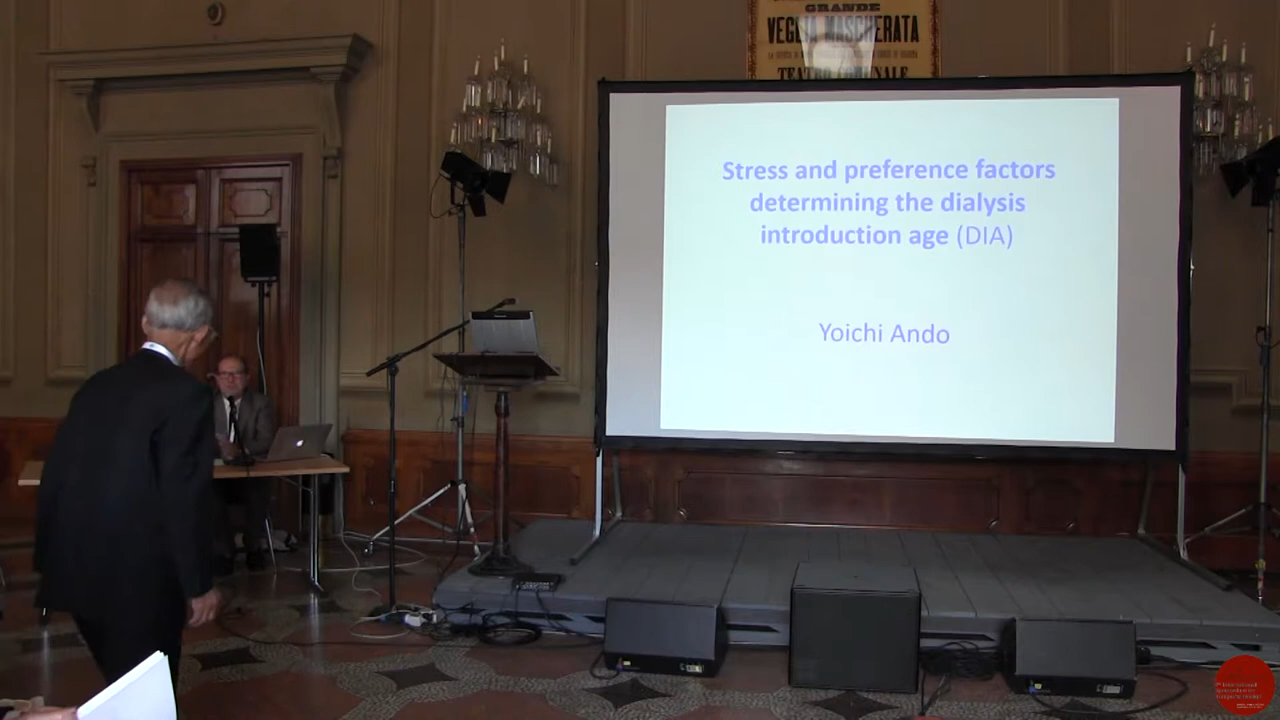 GRANDE
VEGLIA MASCHERATA
TEATRO COMUNALE
Stress and preference factors
determining the dialysis
introduction age (DIA)
Yoichi Ando